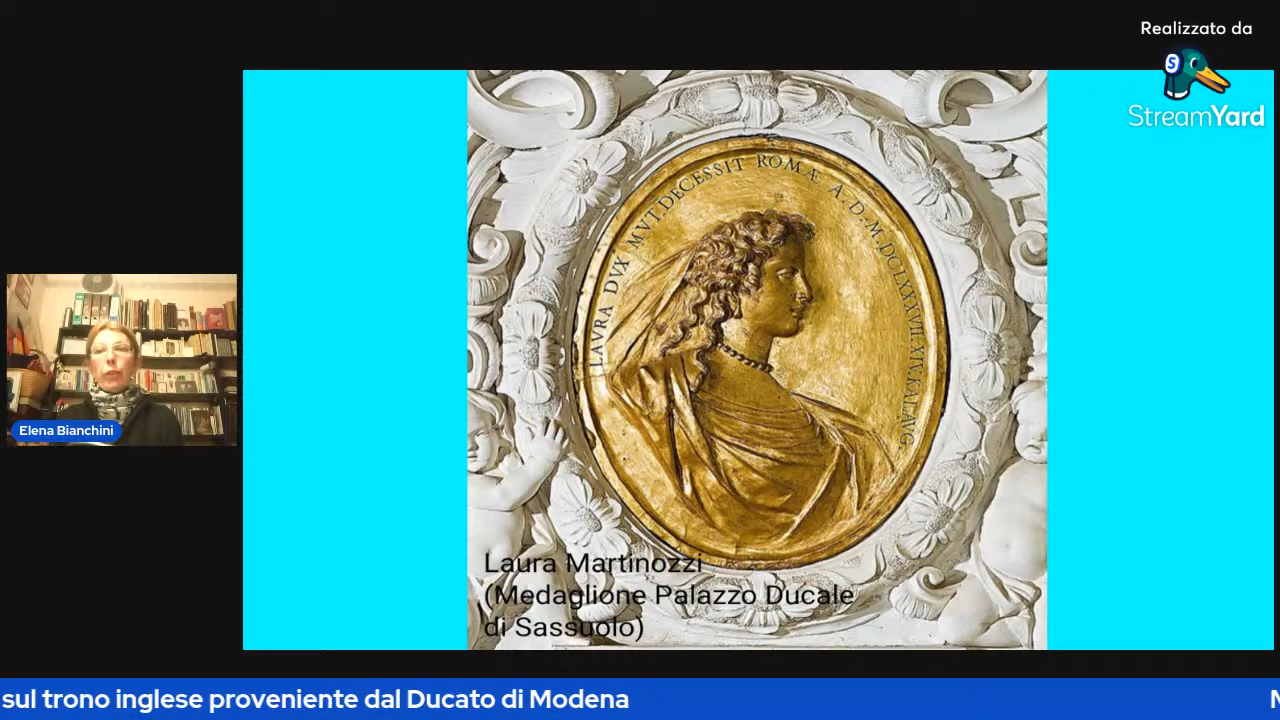 Realizzato da
S
StreamYard
LAVRA DVX MVT.DECESSIT ROMÆ A.D.M.DCLXXXVII.XIV.KAL.AVG
Elena Bianchini
Laura Martinozzi
(Medaglione Palazzo Ducale
di Sassuolo)
sul trono inglese proveniente dal Ducato di Modena